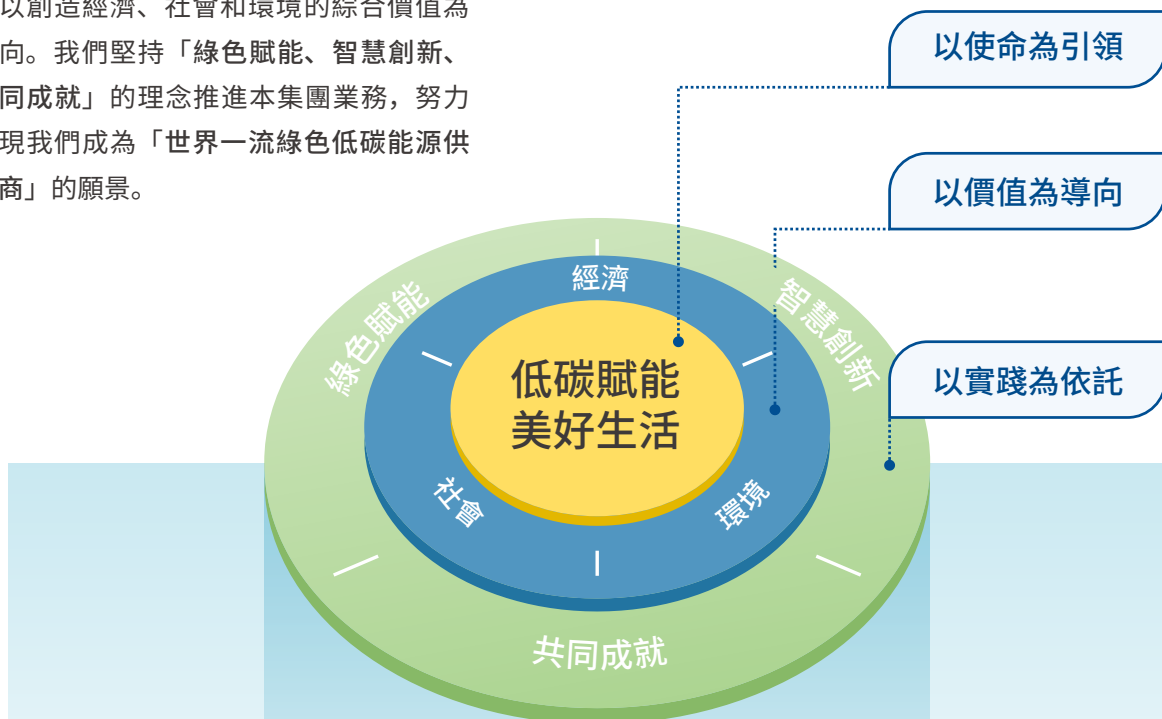 以創造經濟、社會和環境的綜合價值為
向。我們堅持「綠色賦能、智慧創新、
同成就」的理念推進本集團業務，努力
現我們成為「世界一流綠色低碳能源供
商」的願景。
以使命為引領
以價值為導向
以實踐為依託
綠色賦能
經濟
智慧創新
低碳賦能
美好生活
社會
環境
共同成就